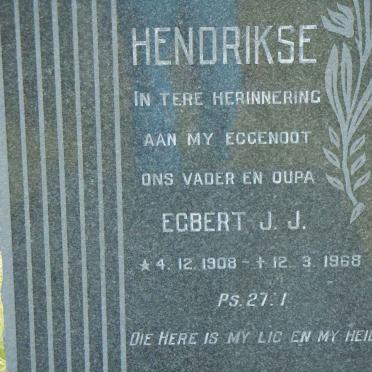 HENDRIKSE
IN TERE HERINNERING
AAN MY EGGENOOT
ONS VADER EN OUPA
EGBERT J. J.
★ 4. 12. 1908 - ✝ 12. 3. 1968
Ps. 27:1
DIE HERE IS MY LIG EN MY HEIL